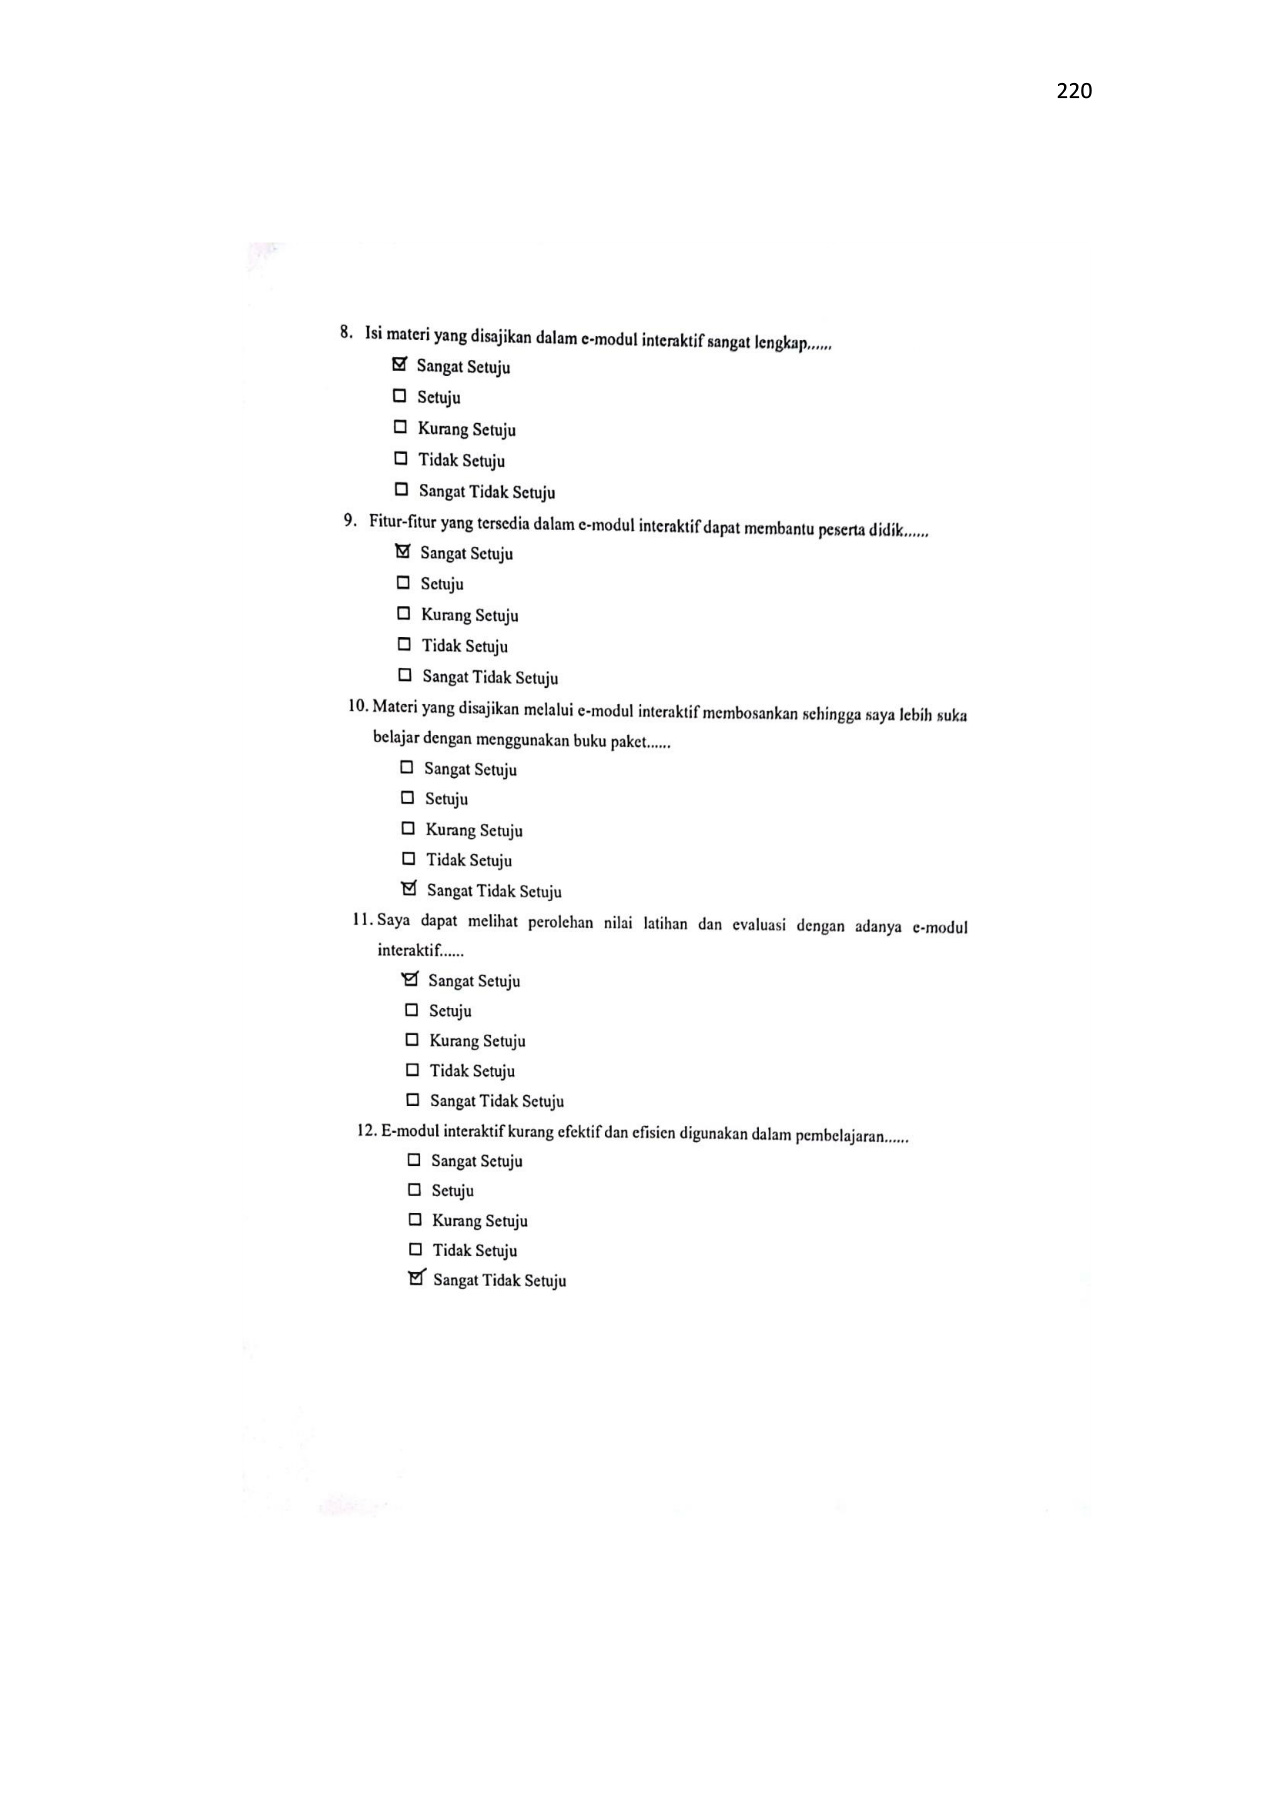 220
8. Isi materi yang disajikan dalam e-modul interaktif sangat lengkap......
☑ Sangat Setuju
☐ Setuju
☐ Kurang Setuju
☐ Tidak Setuju
☐ Sangat Tidak Setuju
9. Fitur-fitur yang tersedia dalam e-modul interaktif dapat membantu peserta didik......
☑ Sangat Setuju
☐ Setuju
☐ Kurang Setuju
☐ Tidak Setuju
☐ Sangat Tidak Setuju
10. Materi yang disajikan melalui e-modul interaktif membosankan sehingga saya lebih suka
belajar dengan menggunakan buku paket......
☐ Sangat Setuju
☐ Setuju
☐ Kurang Setuju
☐ Tidak Setuju
☑ Sangat Tidak Setuju
11. Saya dapat melihat perolehan nilai latihan dan evaluasi dengan adanya e-modul
interaktif......
☑ Sangat Setuju
☐ Setuju
☐ Kurang Setuju
☐ Tidak Setuju
☐ Sangat Tidak Setuju
12. E-modul interaktif kurang efektif dan efisien digunakan dalam pembelajaran......
☐ Sangat Setuju
☐ Setuju
☐ Kurang Setuju
☐ Tidak Setuju
☑ Sangat Tidak Setuju